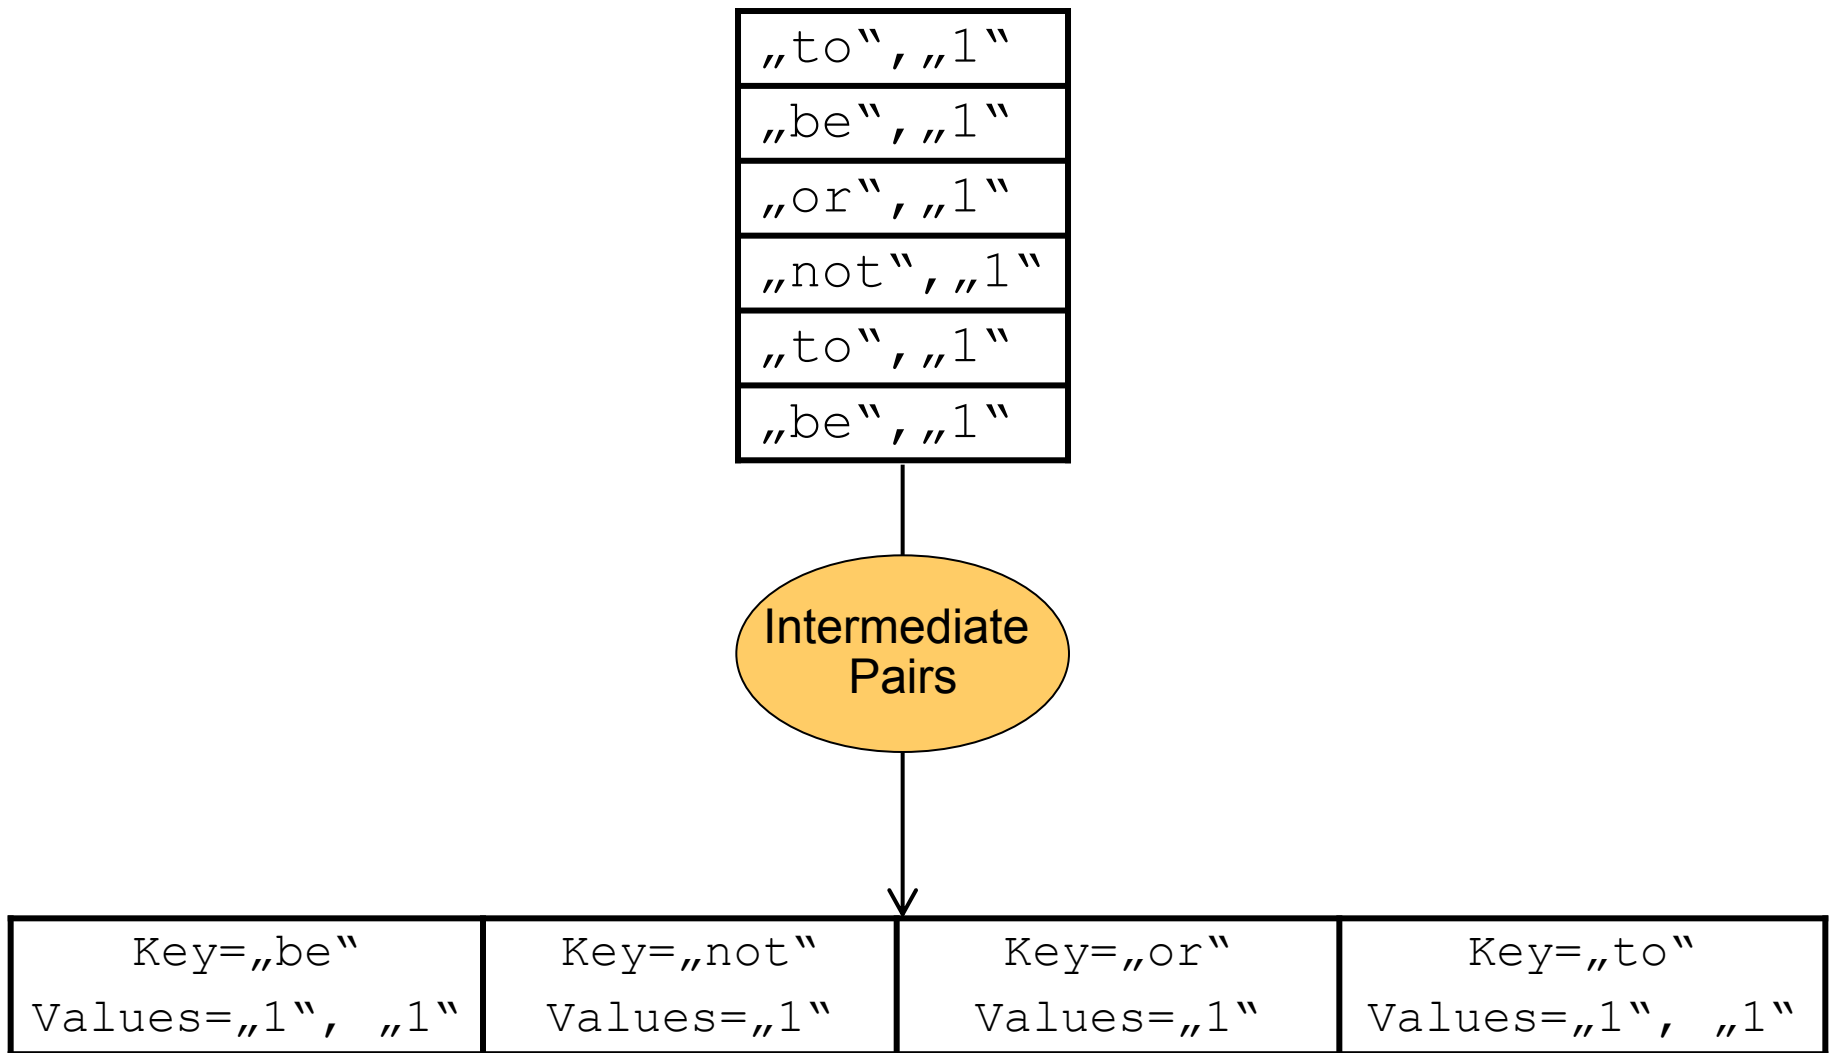 „to“,„1“
„be“,„1“
„or“,„1“
„not“,„1“
„to“,„1“
„be“,„1“
Intermediate
Pairs
Key=„be“
Values=„1“, „1“
Key=„not“
Values=„1“
Key=„or“
Values=„1“
Key=„to“
Values=„1“, „1“